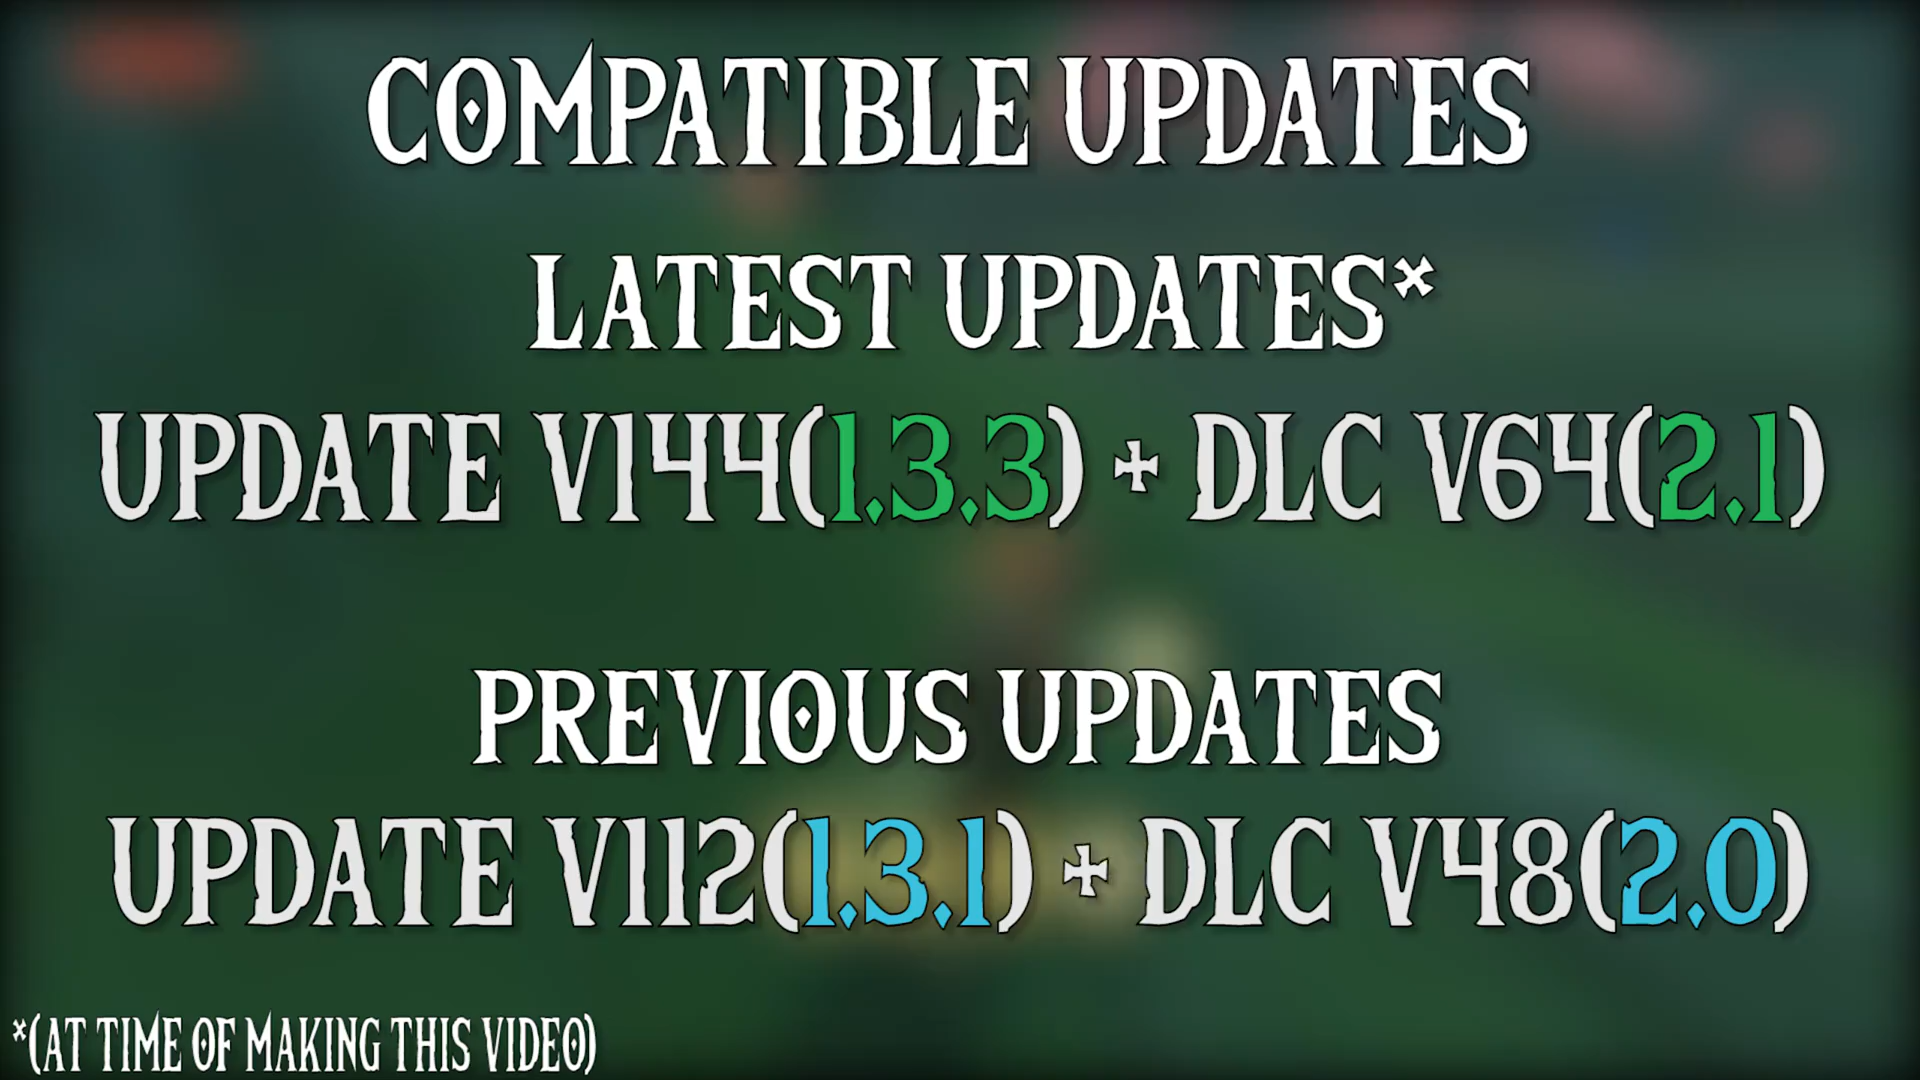 COMPATIBLE UPDATES
LATEST UPDATES*
UPDATE V144(1.3.3) + DLC V64(2.1)
PREVIOUS UPDATES
UPDATE V112(1.3.1) + DLC V48(2.0)
*(AT TIME OF MAKING THIS VIDEO)